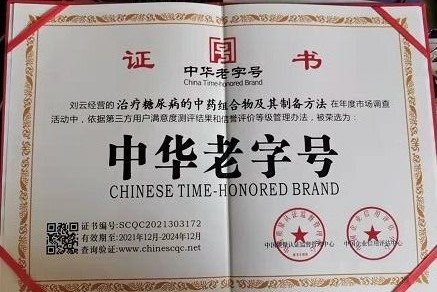 证 书
中华老字号
China Time-honored Brand
刘云经营的 治疗糖尿病的中药组合物及其制备方法 在年度市场调查
活动中，依据第三方用户满意度测评结果和信誉评价等级管理办法，被荣选为：
中华老字号
CHINESE TIME-HONORED BRAND
证书编号:SCQC2021303172
有效期至:2021年12月-2024年12月
查询验证:www.chinescqc.net